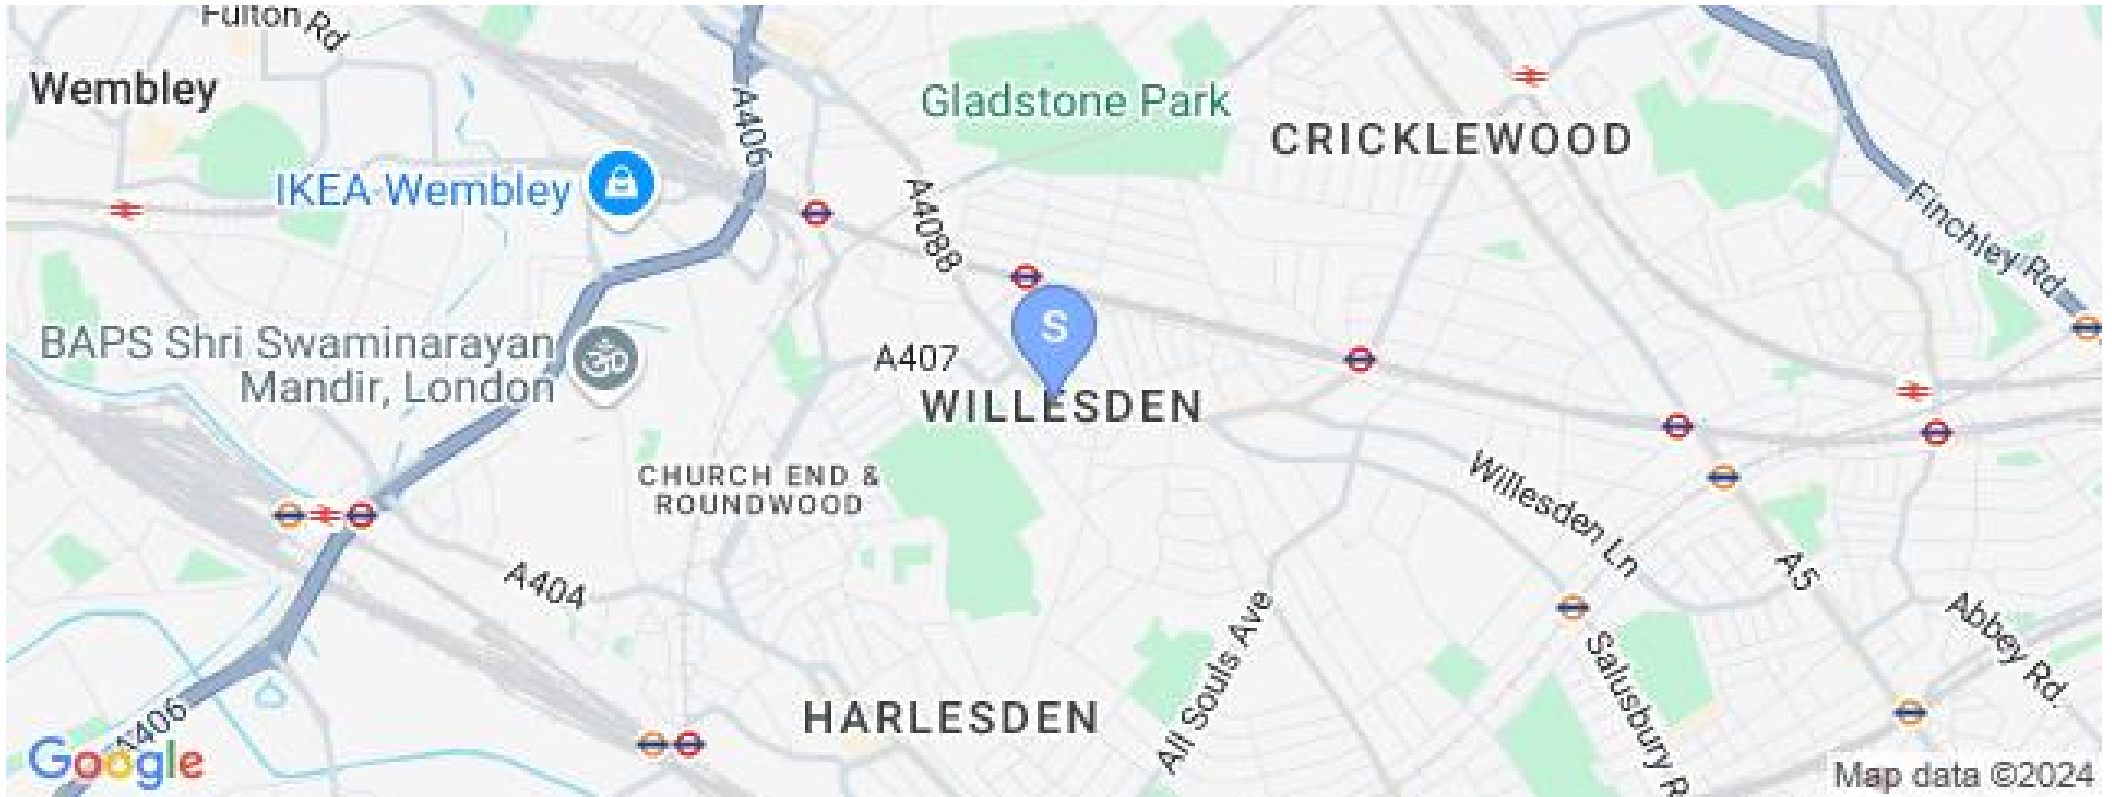 Fulton Rd
Wembley
A406
Gladstone Park
CRICKLEWOOD
IKEA Wembley
A4088
Finchley Rd
BAPS Shri Swaminarayan
Mandir, London
A407
S
WILLESDEN
CHURCH END &
ROUNDWOOD
Willesden Ln
A404
A5
All Souls Ave
Abbey Rd
Salusbury R
HARLESDEN
A406
Google
Map data ©2024